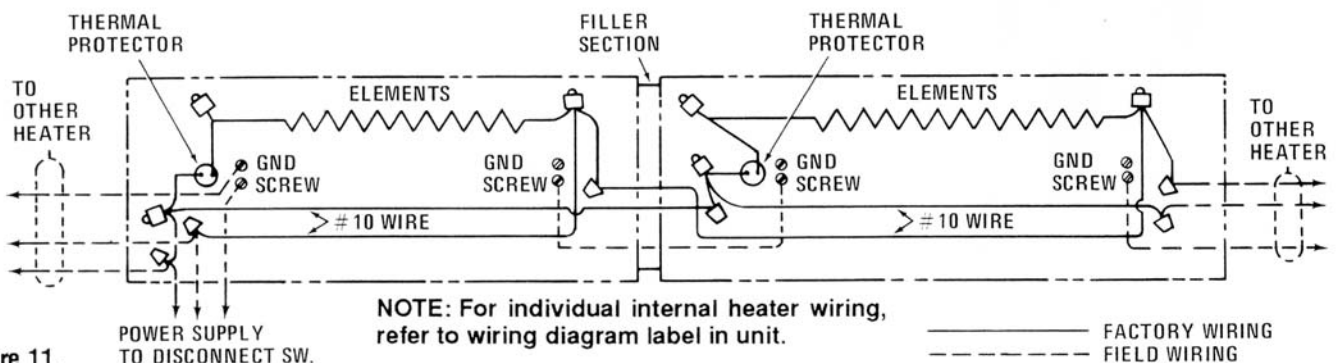 THERMAL
PROTECTOR
FILLER
SECTION
THERMAL
PROTECTOR
TO
OTHER
HEATER
ELEMENTS
ELEMENTS
TO
OTHER
HEATER
GND
SCREW
GND
SCREW
GND
SCREW
GND
SCREW
#10 WIRE
#10 WIRE
POWER SUPPLY
TO DISCONNECT SW.
NOTE: For individual internal heater wiring,
refer to wiring diagram label in unit.
FACTORY WIRING
FIELD WIRING
re 11